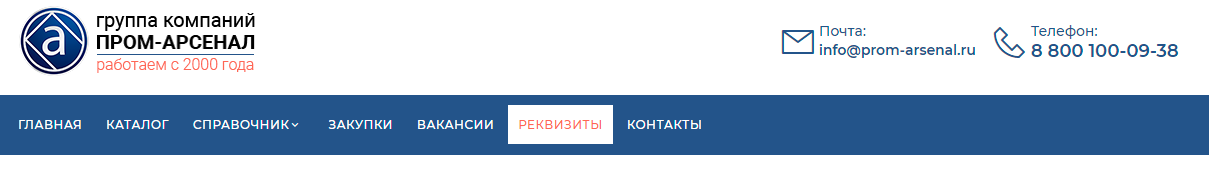 а
группа компаний
ПРОМ-АРСЕНАЛ
работаем с 2000 года
Почта:
info@prom-arsenal.ru
Телефон:
8 800 100-09-38
ГЛАВНАЯ КАТАЛОГ СПРАВОЧНИК ЗАКУПКИ ВАКАНСИИ РЕКВИЗИТЫ КОНТАКТЫ